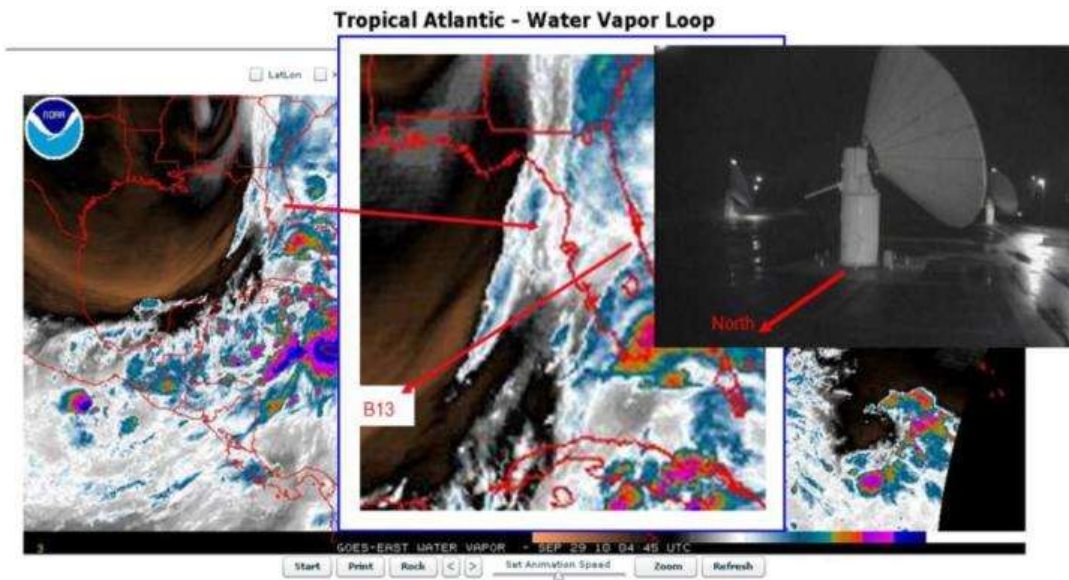 Tropical Atlantic - Water Vapor Loop
LatLon
NOAA
North
B13
3
GOES-EAST WATER VAPOR - SEP 29 10 04 45 UTC
Start Print Rock < > Set Animation Speed Zoom Refresh